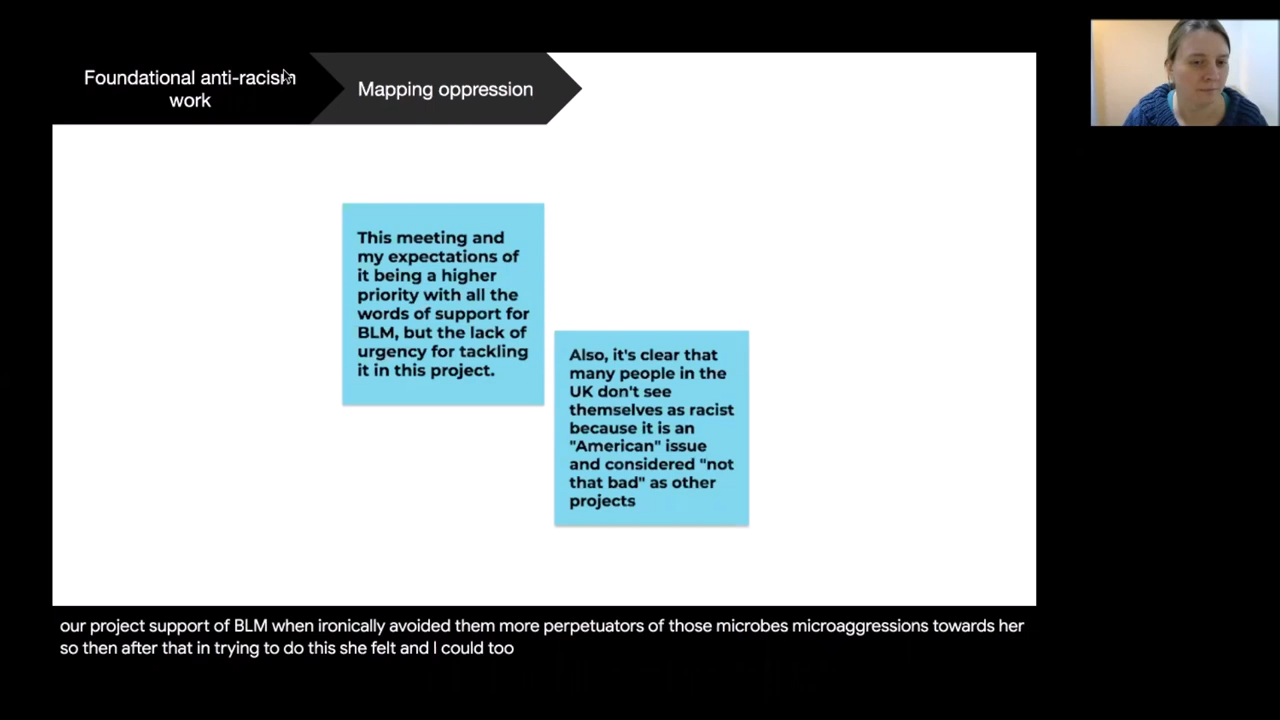 Foundational anti-racism
work
Mapping oppression
This meeting and
my expectations of
it being a higher
priority with all the
words of support for
BLM, but the lack of
urgency for tackling
it in this project.
Also, it's clear that
many people in the
UK don't see
themselves as racist
because it is an
"American" issue
and considered "not
that bad" as other
projects
our project support of BLM when ironically avoided them more perpetuators of those microbes microaggressions towards her
so then after that in trying to do this she felt and I could too